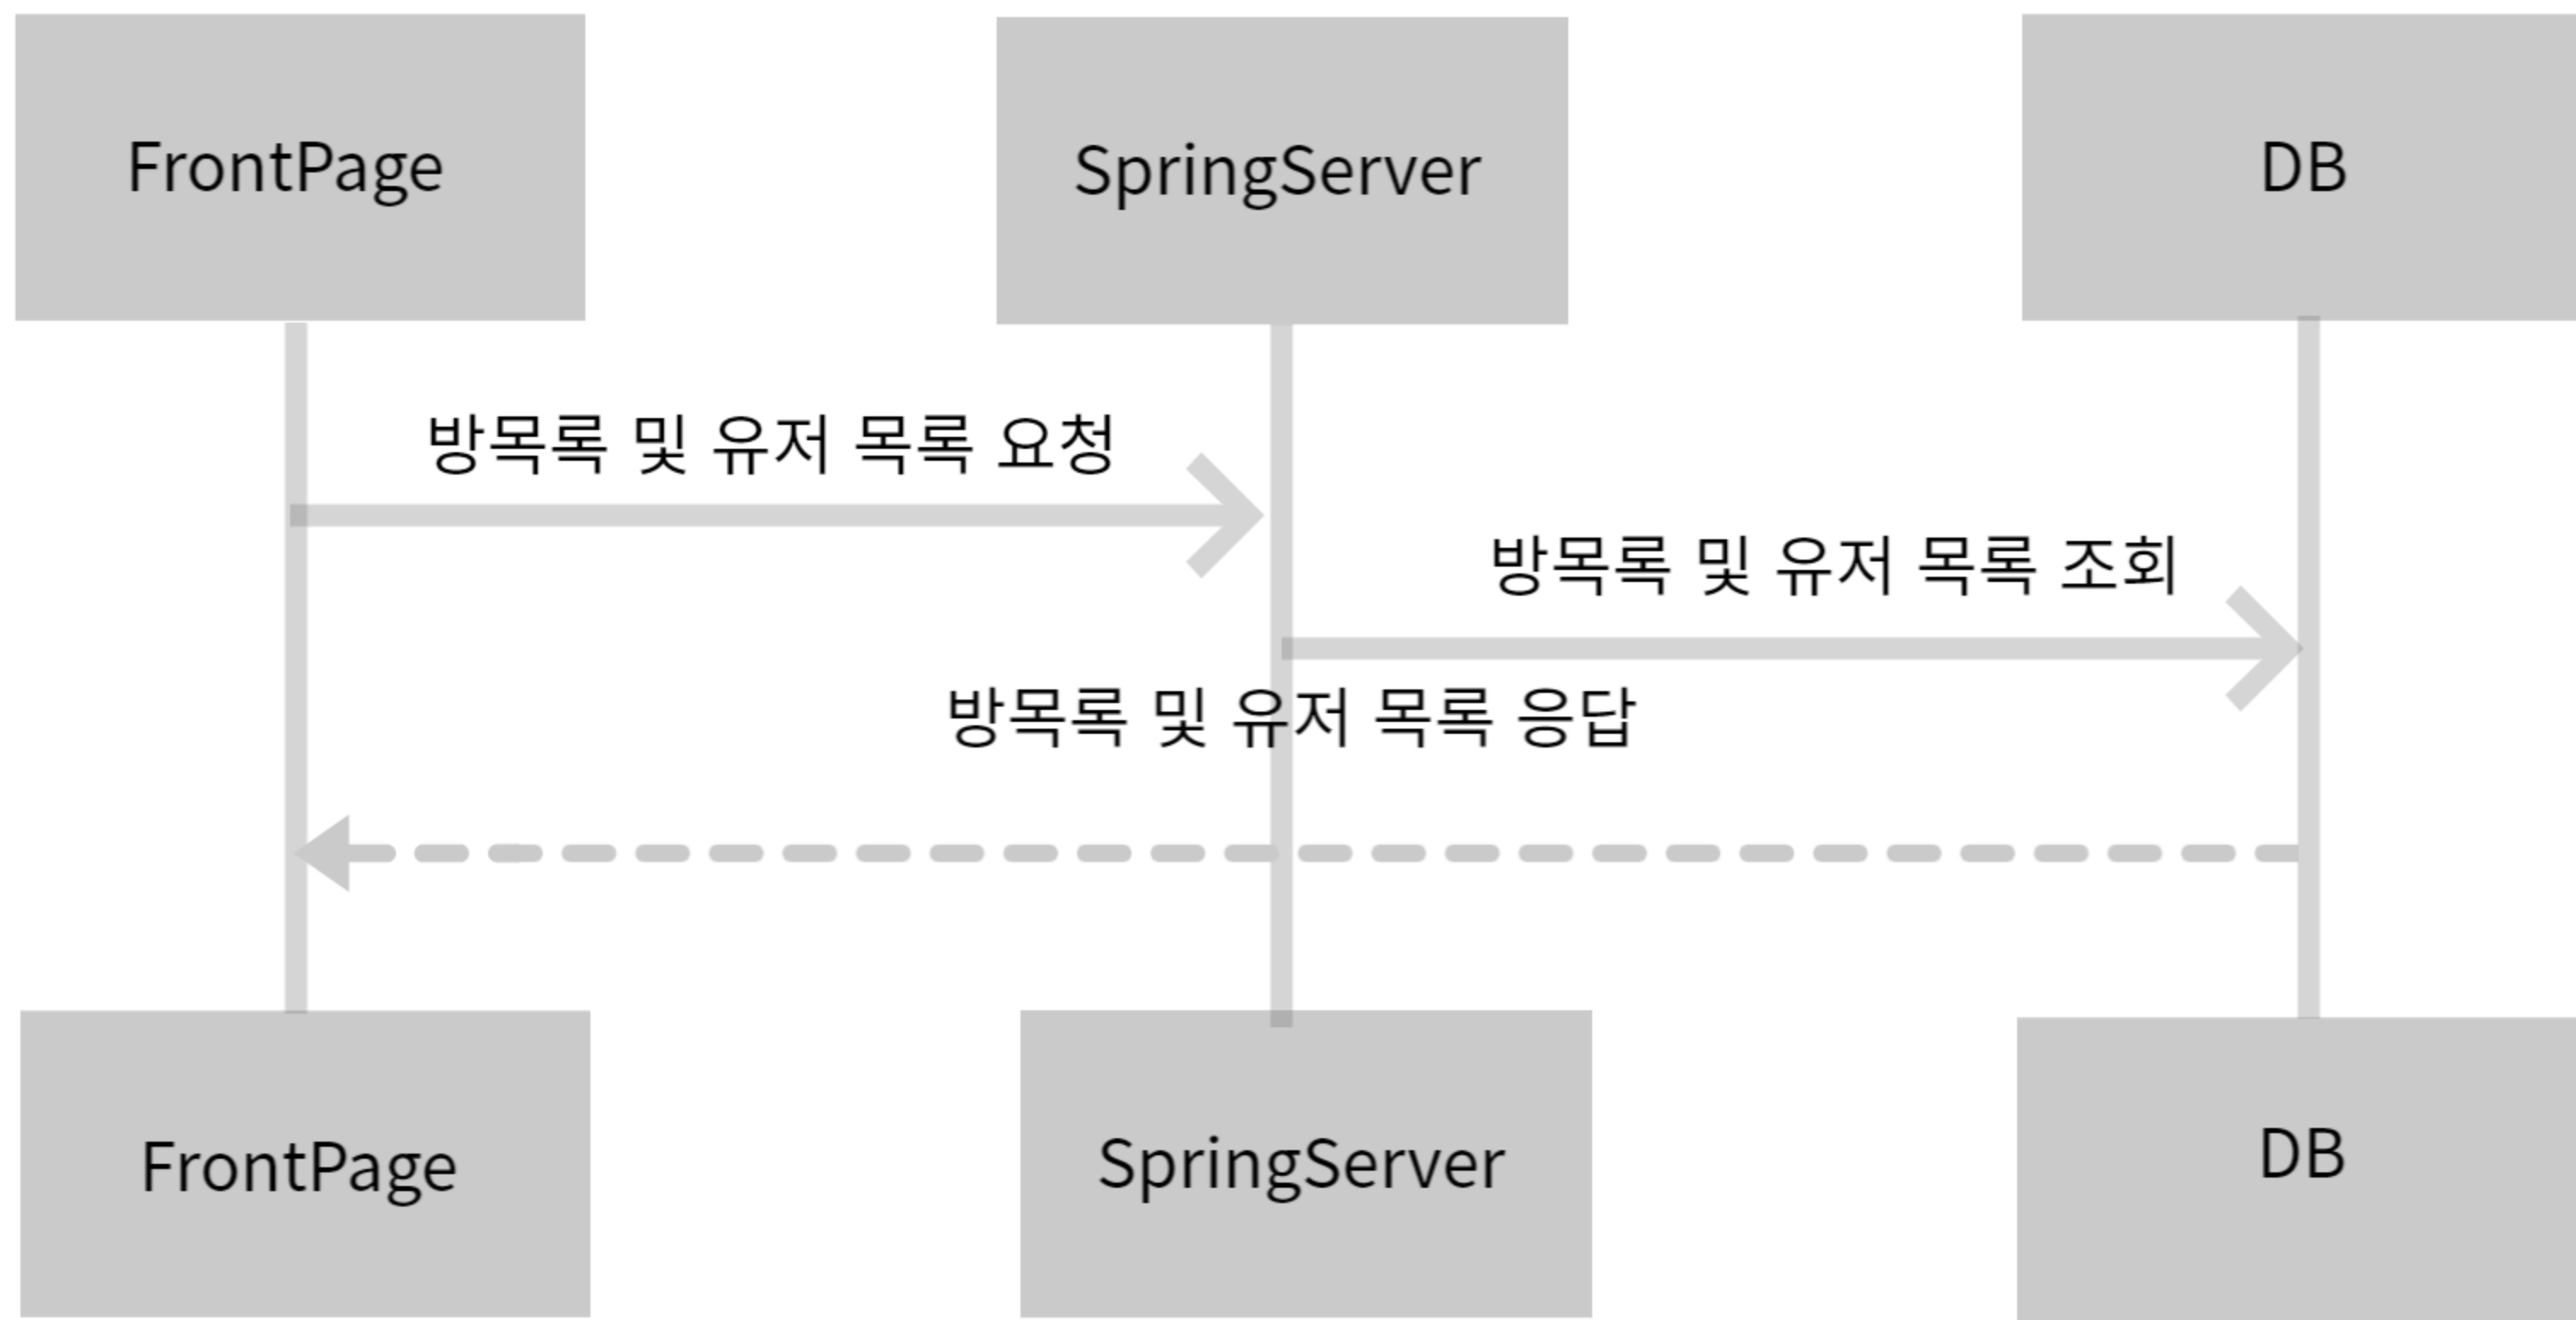 FrontPage
SpringServer
DB
방목록 및 유저 목록 요청
방목록 및 유저 목록 조회
방목록 및 유저 목록 응답
FrontPage
SpringServer
DB